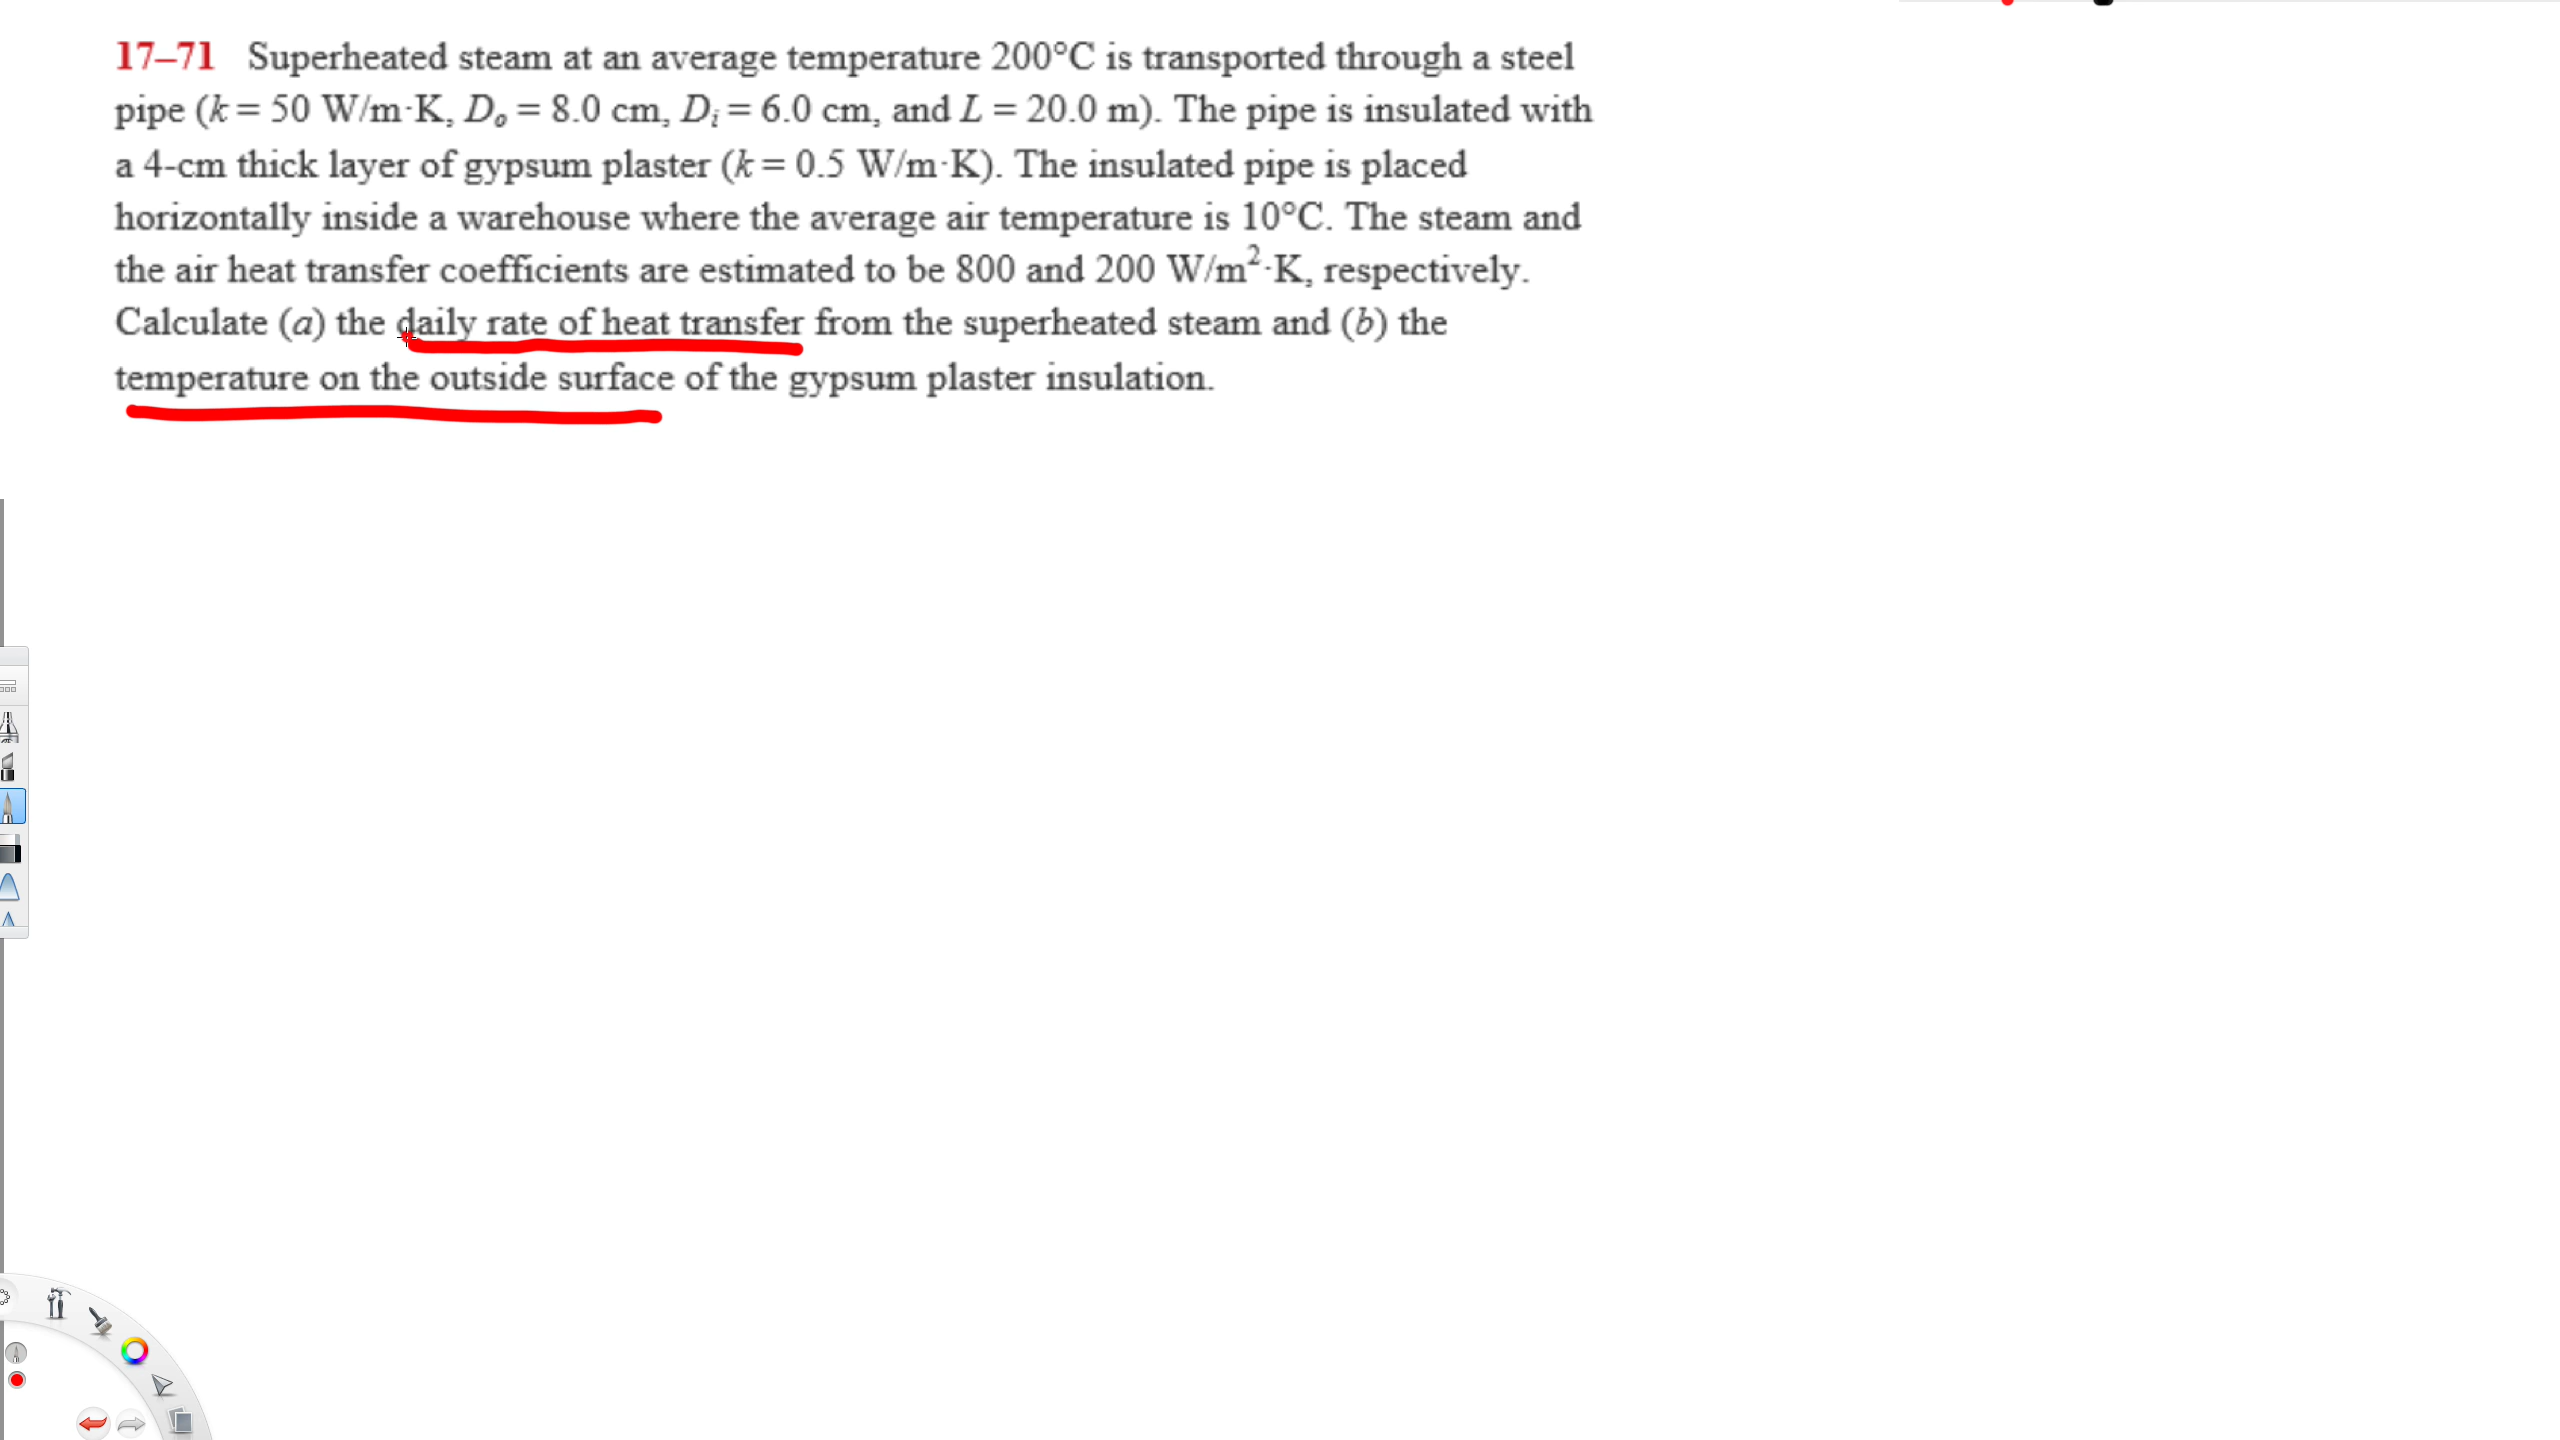 17–71 Superheated steam at an average temperature 200°C is transported through a steel
pipe (k = 50 W/m·K, Dₒ = 8.0 cm, Dᵢ = 6.0 cm, and L = 20.0 m). The pipe is insulated with
a 4-cm thick layer of gypsum plaster (k = 0.5 W/m·K). The insulated pipe is placed
horizontally inside a warehouse where the average air temperature is 10°C. The steam and
the air heat transfer coefficients are estimated to be 800 and 200 W/m²·K, respectively.
Calculate (a) the daily rate of heat transfer from the superheated steam and (b) the
temperature on the outside surface of the gypsum plaster insulation.